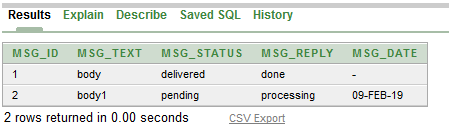 Results Explain Describe Saved SQL History
MSG_ID MSG_TEXT MSG_STATUS MSG_REPLY MSG_DATE
1 body delivered done -
2 body1 pending processing 09-FEB-19
2 rows returned in 0.00 seconds CSV Export